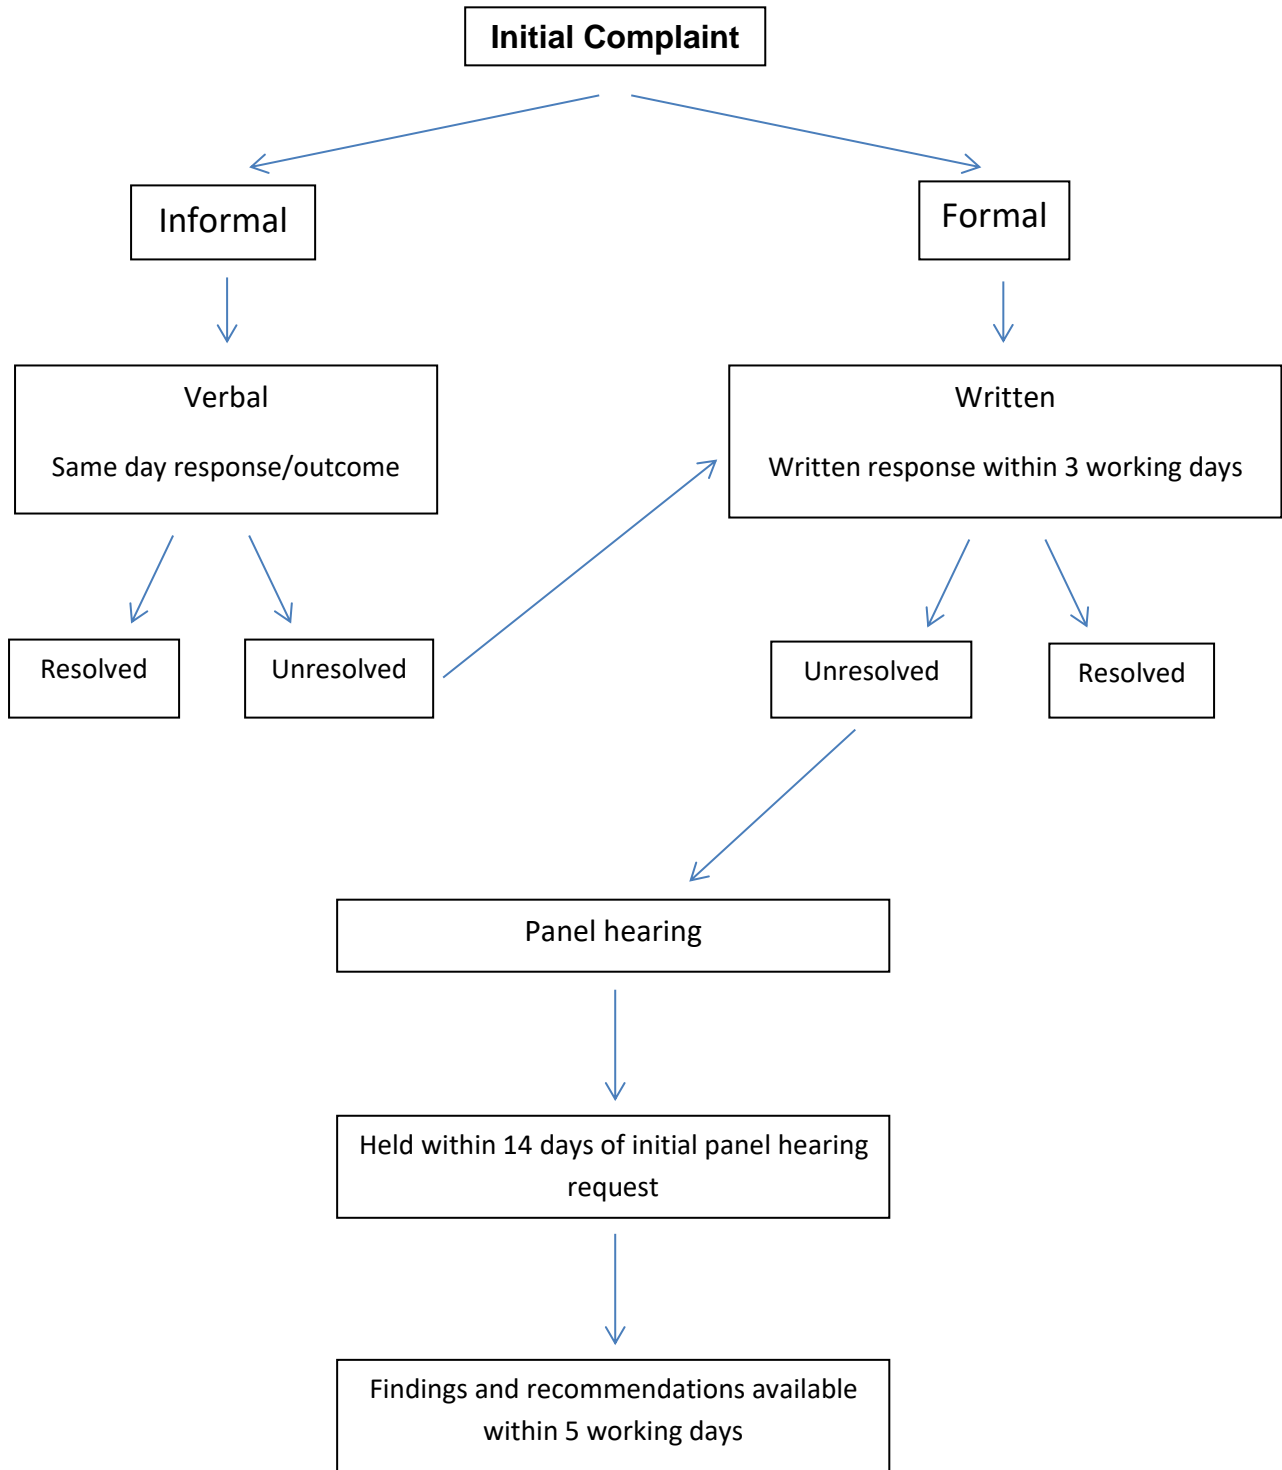 Initial Complaint
Informal
Formal
Verbal
Same day response/outcome
Written
Written response within 3 working days
Resolved
Unresolved
Unresolved
Resolved
Panel hearing
Held within 14 days of initial panel hearing
request
Findings and recommendations available
within 5 working days